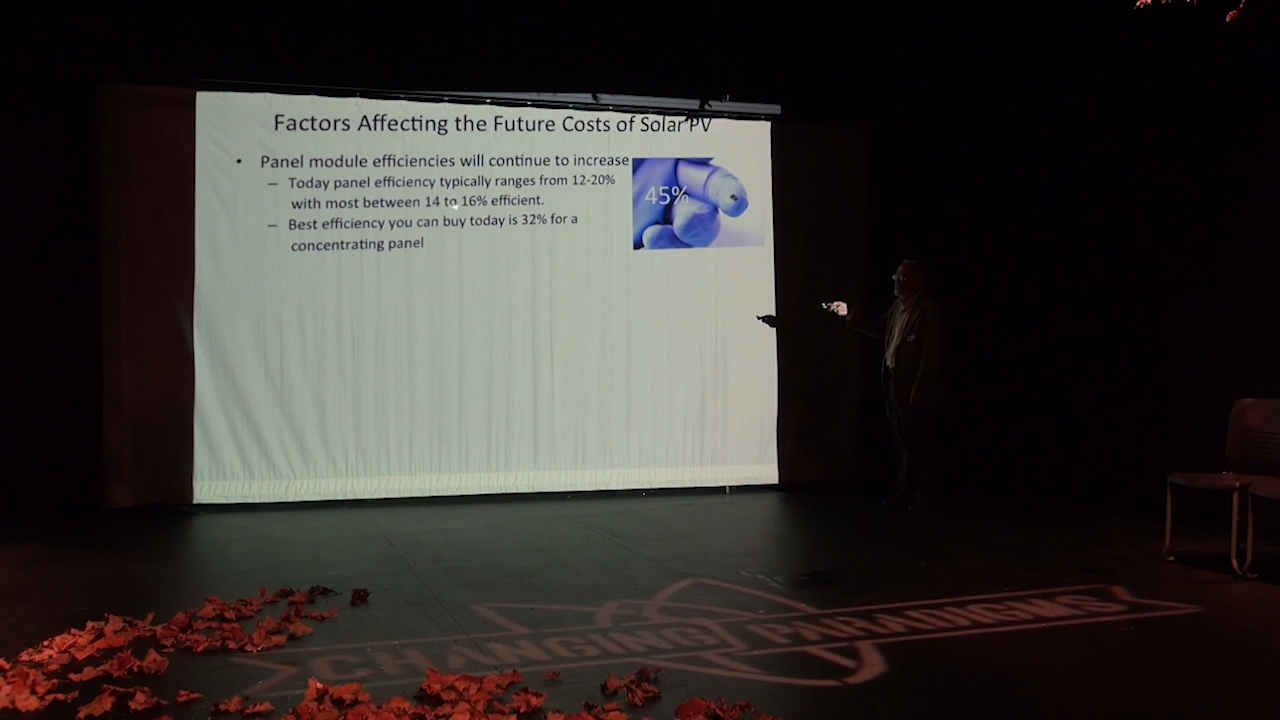 Factors Affecting the Future Costs of Solar PV
• Panel module efficiencies will continue to increase
– Today panel efficiency typically ranges from 12-20%
with most between 14 to 16% efficient.
– Best efficiency you can buy today is 32% for a
concentrating panel
45%
CHANGING PARADIGMS